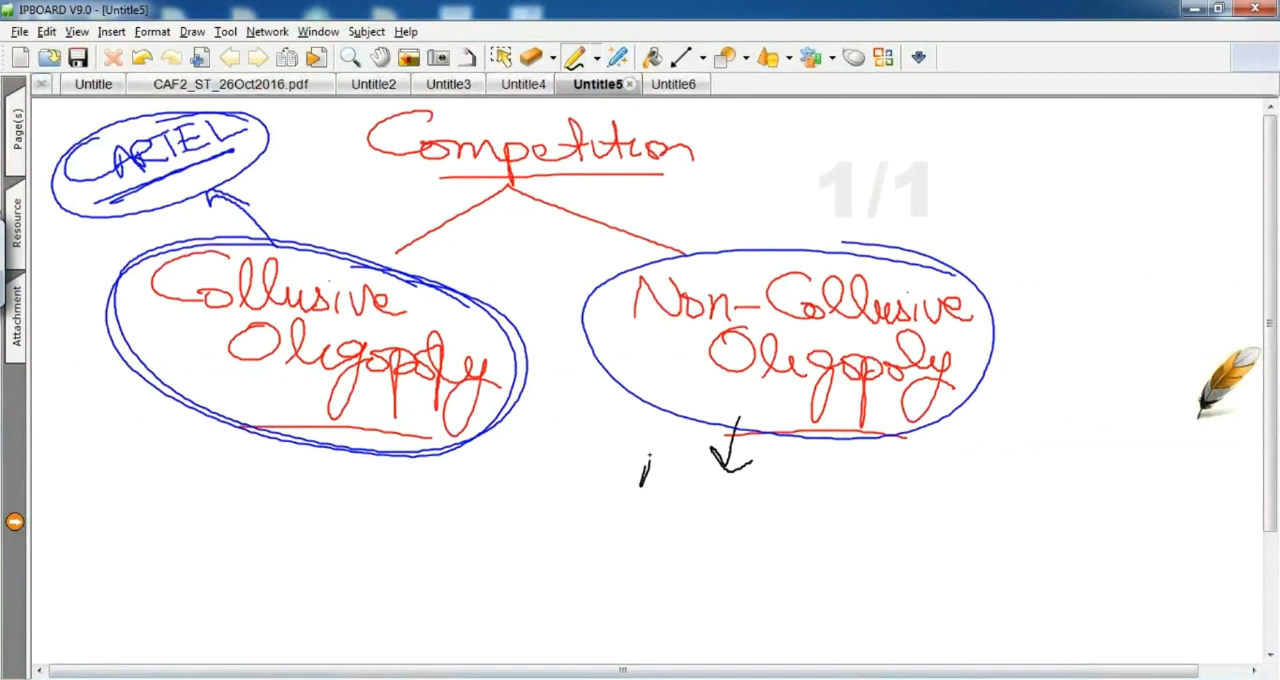 IPBOARD V9.0 - [Untitle5]
File Edit View Insert Format Draw Tool Network Window Subject Help
Untitle CAF2_ST_26Oct2016.pdf Untitle2 Untitle3 Untitle4 Untitle5 Untitle6
Page(s)
Resource
Attachment
CARTEL
Competition
1/1
Collusive
Oligopoly
Non-Collusive
Oligopoly